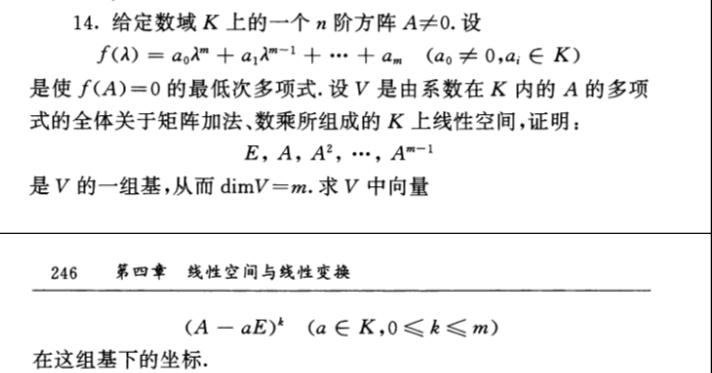 14. 给定数域 K 上的一个 n 阶方阵 A≠0. 设
f(λ) = a₀λᵐ + a₁λᵐ⁻¹ + ⋯ + aₘ (a₀ ≠ 0, aᵢ ∈ K)
是使 f(A)=0 的最低次多项式. 设 V 是由系数在 K 内的 A 的多项
式的全体关于矩阵加法、数乘所组成的 K 上线性空间,证明:
E, A, A², ⋯, Aᵐ⁻¹
是 V 的一组基,从而 dimV=m. 求 V 中向量
246 第四章 线性空间与线性变换
(A − aE)ᵏ (a ∈ K, 0 ⩽ k ⩽ m)
在这组基下的坐标.